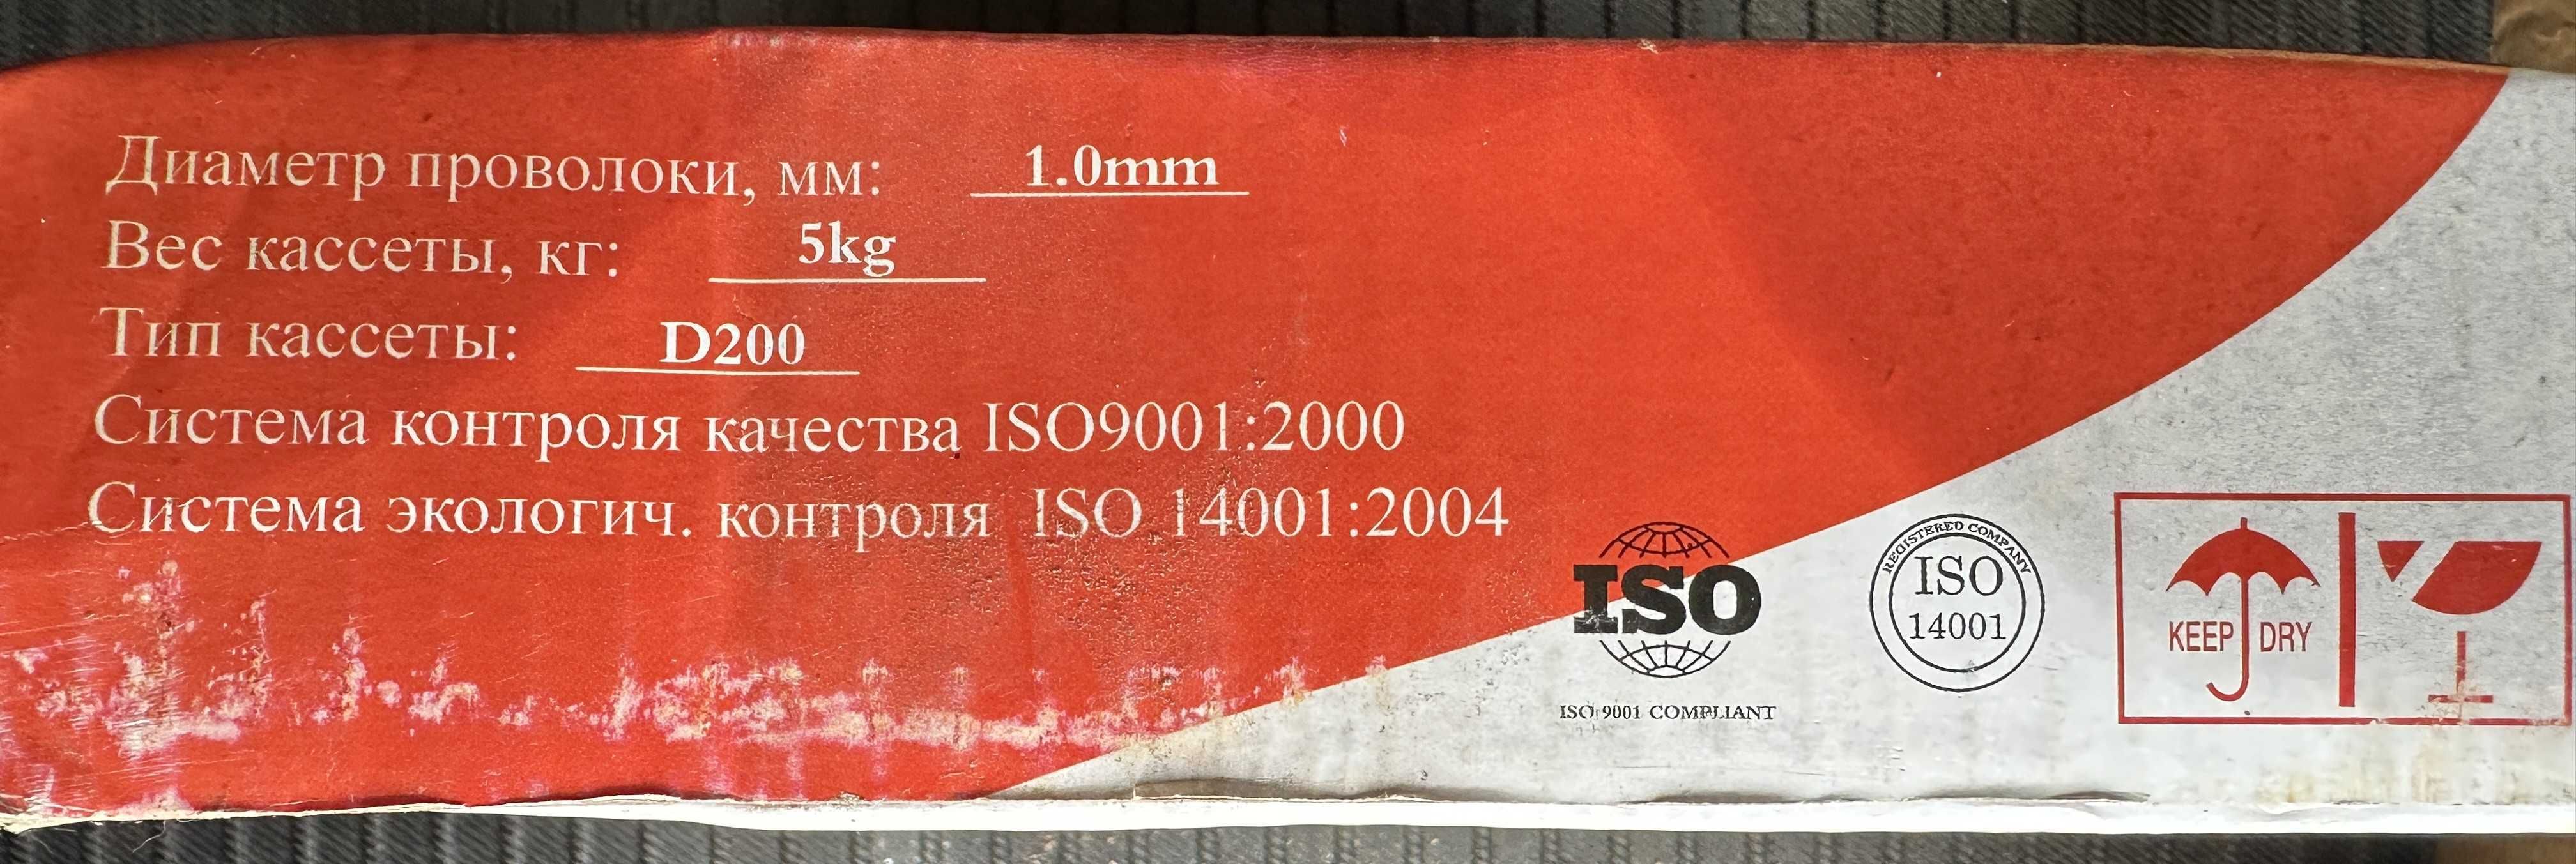 Диаметр проволоки, мм: 1.0mm
Вес кассеты, кг: 5kg
Тип кассеты: D200
Система контроля качества ISO9001:2000
Система экологич. контроля ISO 14001:2004
ISO
ISO 9001 COMPLIANT
REGISTERED COMPANY
ISO
14001
KEEP DRY